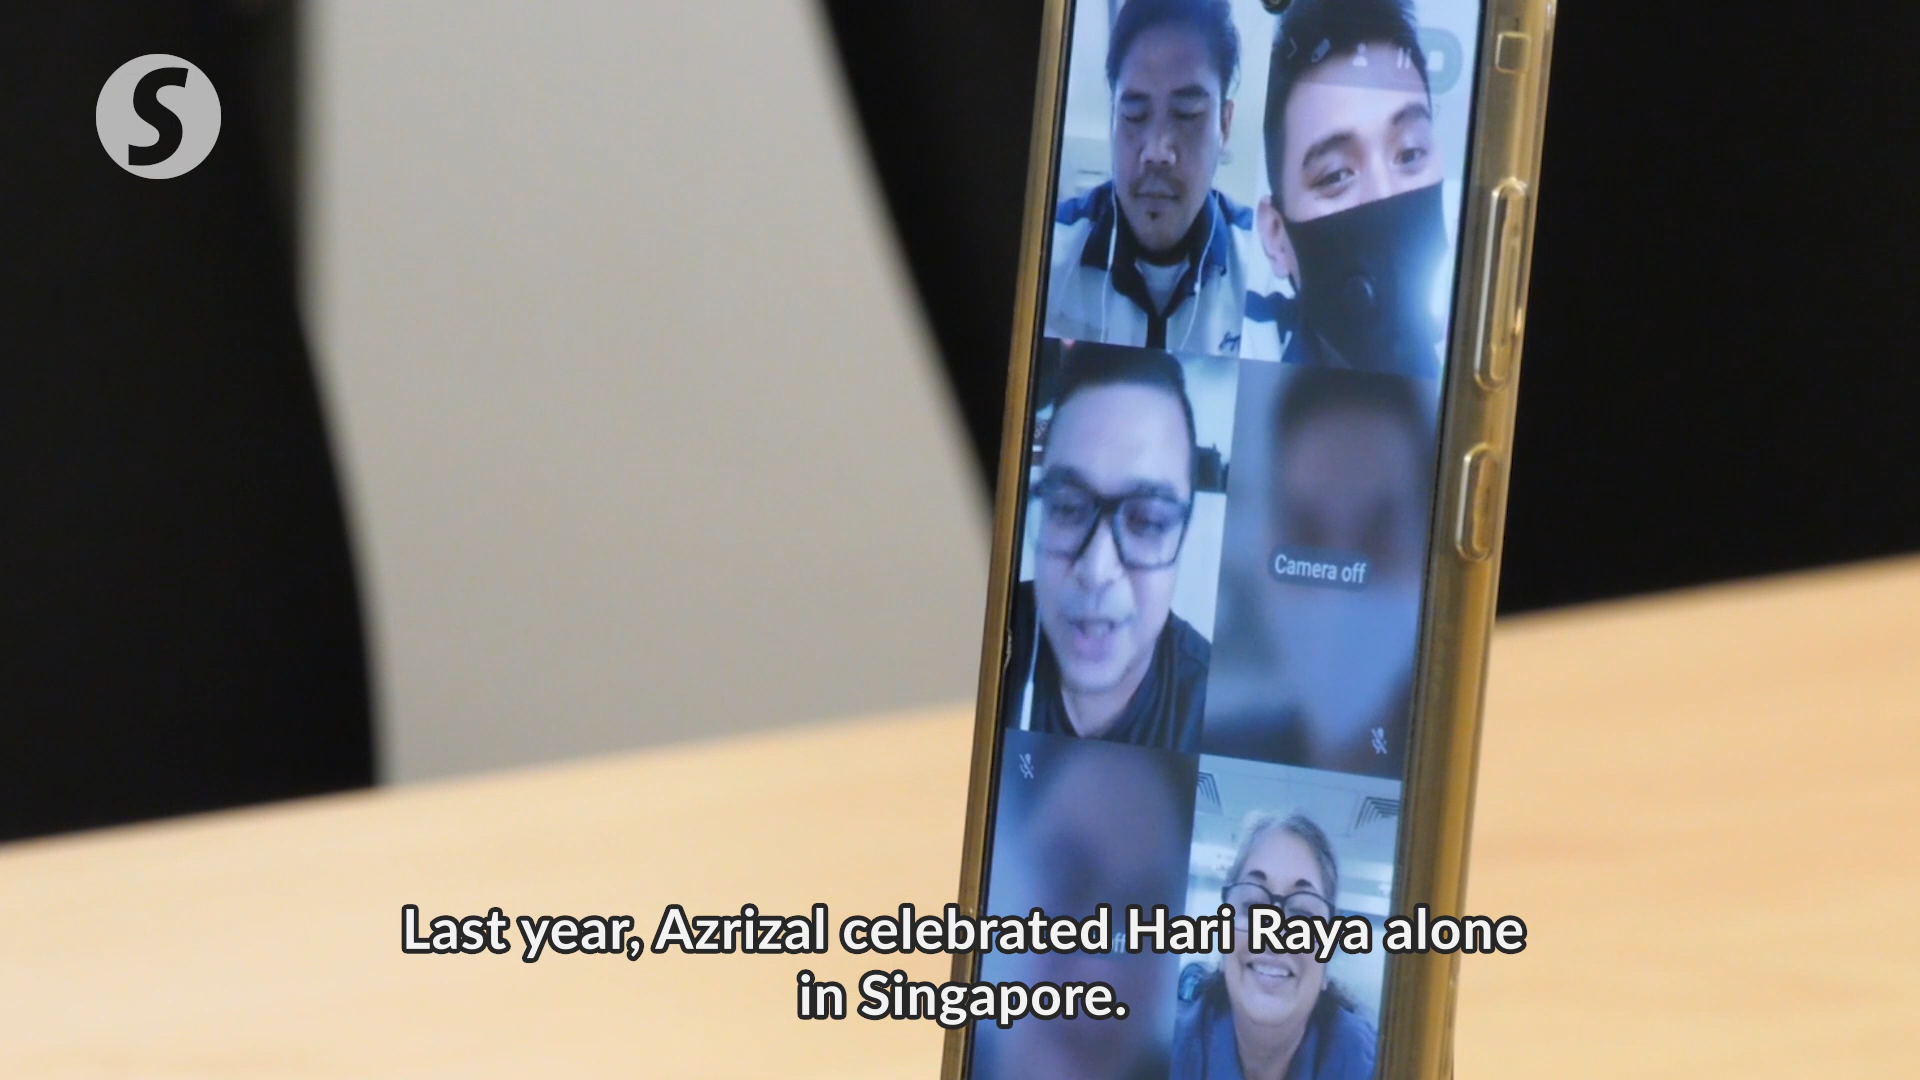 S
Camera off
Last year, Azrizal celebrated Hari Raya alone
in Singapore.